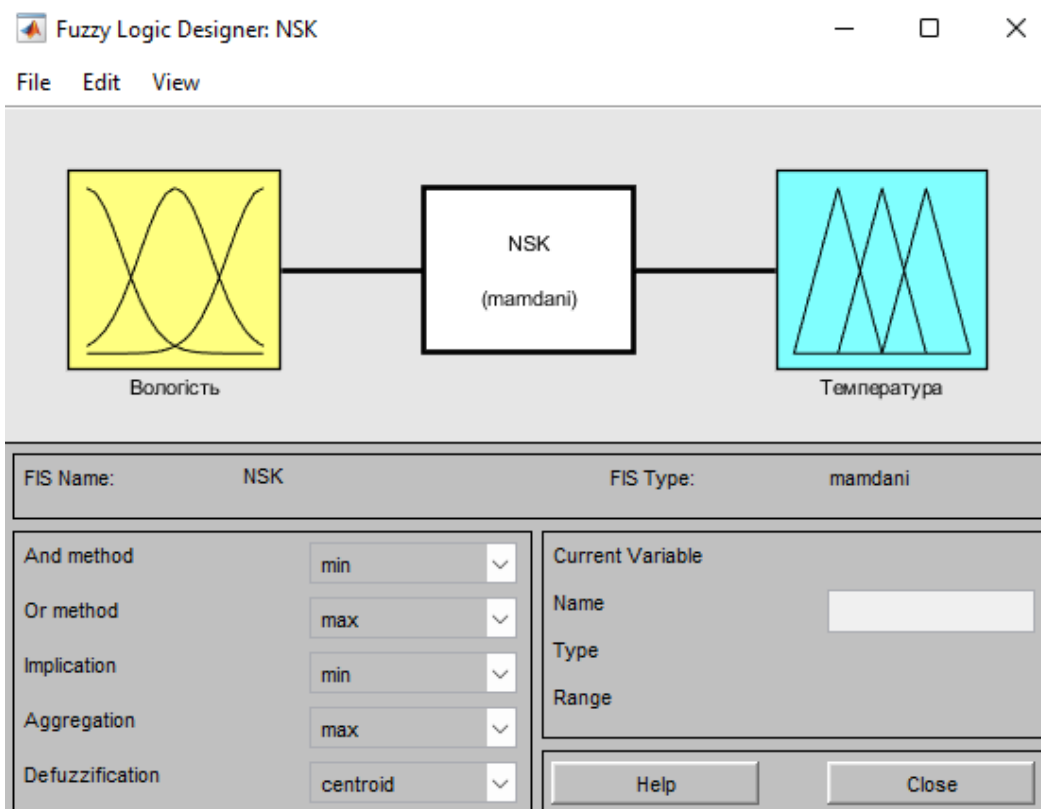 Fuzzy Logic Designer: NSK
File Edit View
NSK
(mamdani)
Вологість
Температура
FIS Name: NSK
FIS Type: mamdani
And method min
Or method max
Implication min
Aggregation max
Defuzzification centroid
Current Variable
Name
Type
Range
Help Close